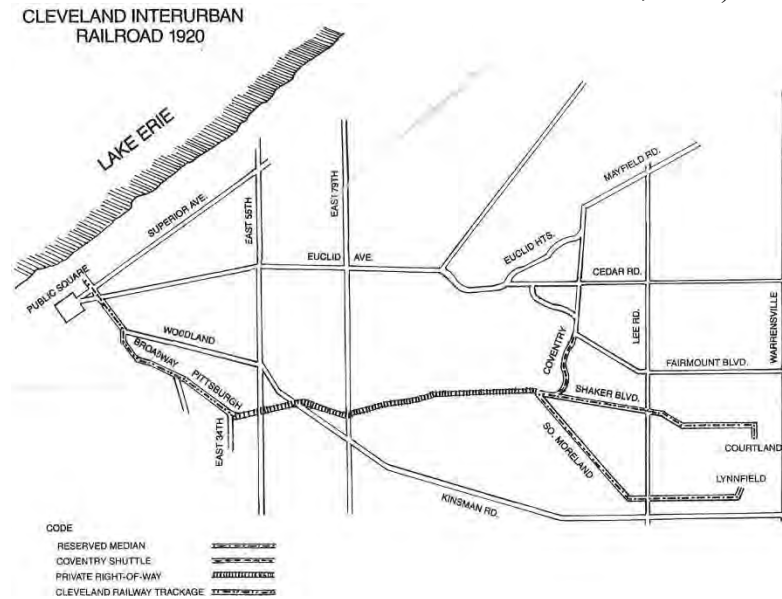 CLEVELAND INTERURBAN
RAILROAD 1920
LAKE ERIE
SUPERIOR AVE.
EAST 55TH
EAST 79TH
MAYFIELD RD.
EUCLID HTS.
PUBLIC SQUARE
EUCLID AVE.
CEDAR RD.
WOODLAND
BROADWAY
PITTSBURGH
COVENTRY
LEE RD.
WARRENSVILLE
FAIRMOUNT BLVD.
SHAKER BLVD.
EAST 34TH
SO. MORELAND
COURTLAND
LYNNFIELD
KINSMAN RD.
CODE
RESERVED MEDIAN
COVENTRY SHUTTLE
PRIVATE RIGHT-OF-WAY
CLEVELAND RAILWAY TRACKAGE